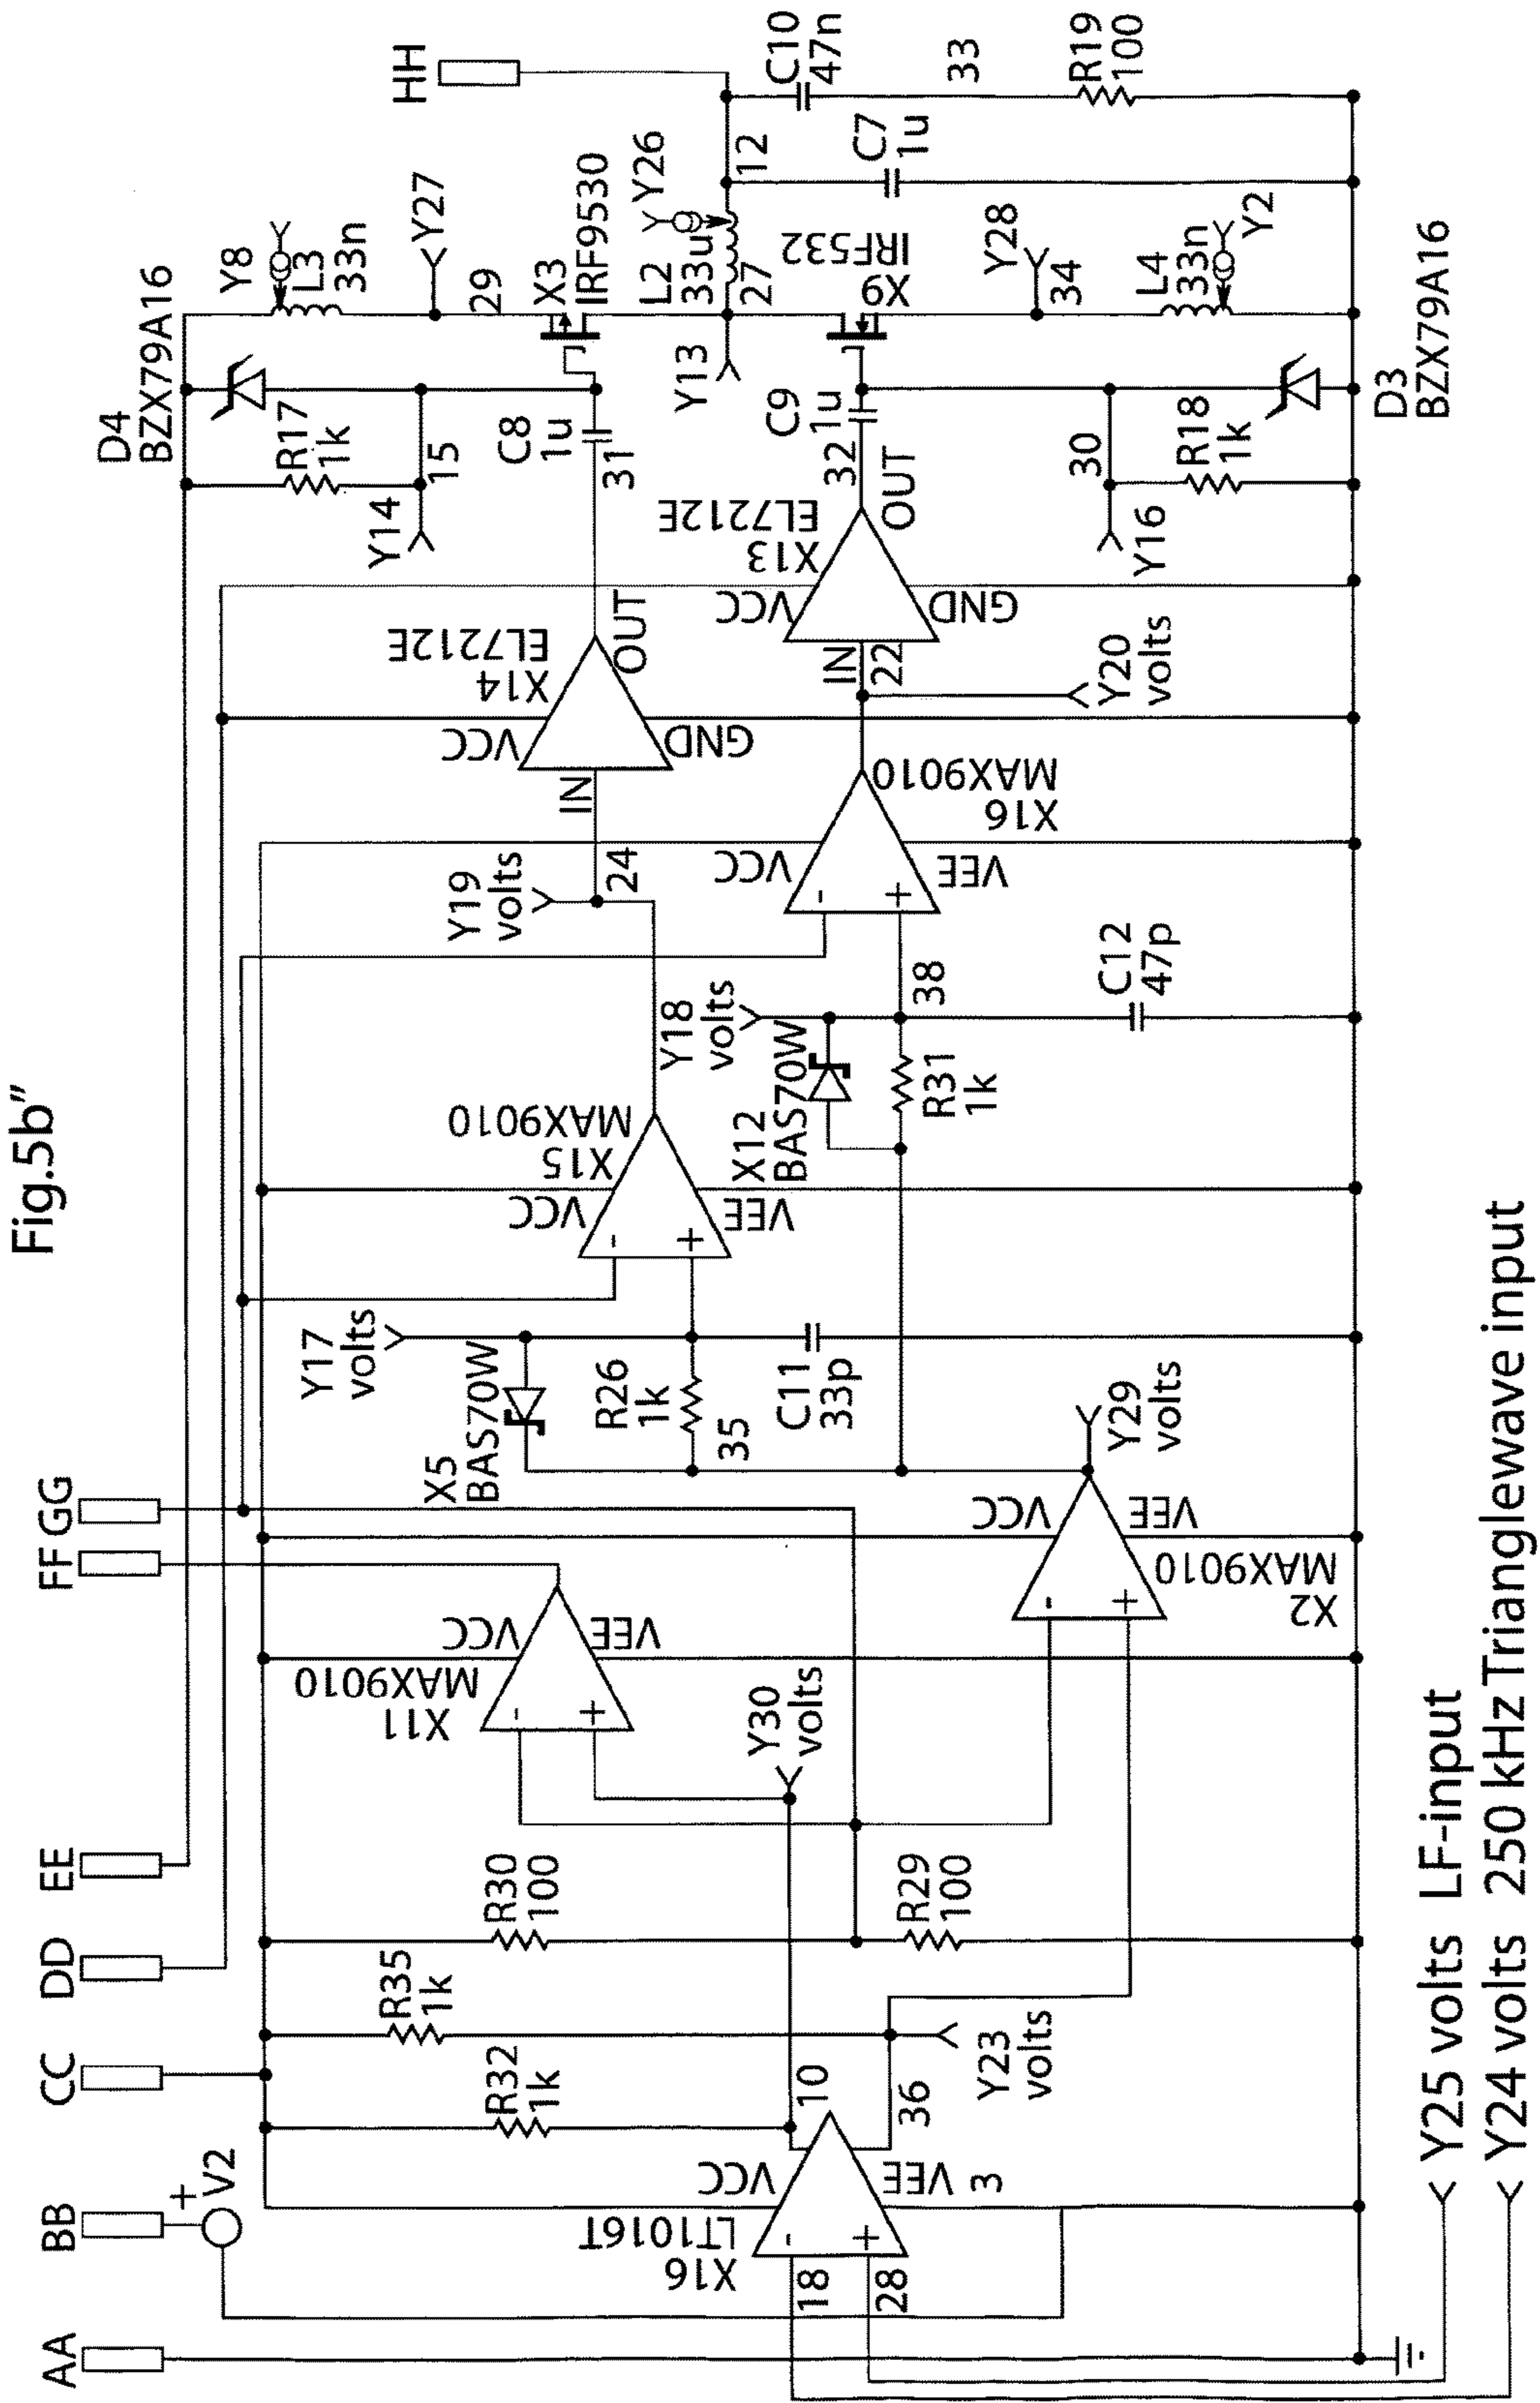 Fig.5b"
AA
BB
CC
DD
EE
FF
GG
HH
+
V2
R32
1k
R35
1k
R30
100
R29
100
X16
LT1016T
VCC
VEE
3
-
+
18
28
10
36
Y23
volts
Y30
volts
X11
MAX9010
VCC
VEE
-
+
X2
MAX9010
VCC
VEE
-
+
Y29
volts
X5
BAS70W
R26
1k
35
C11
33p
Y17
volts
X15
MAX9010
VCC
VEE
-
+
X12
BAS70W
R31
1k
Y18
volts
38
C12
47p
X16
MAX9010
VCC
VEE
-
+
Y19
volts
24
IN
X14
EL7212E
VCC
GND
OUT
Y20
volts
22
IN
X13
EL7212E
VCC
GND
OUT
D4
BZX79A16
R17
1k
Y14
15
C8
1u
31
C9
1u
32
30
Y16
R18
1k
D3
BZX79A16
Y8
L3
33n
Y27
29
X3
IRF9530
Y13
27
L2
33u
Y26
12
X9
IRF532
Y28
34
L4
33n
Y2
C7
1u
C10
47n
33
R19
100
Y25 volts LF-input
Y24 volts 250 kHz Trianglewave input